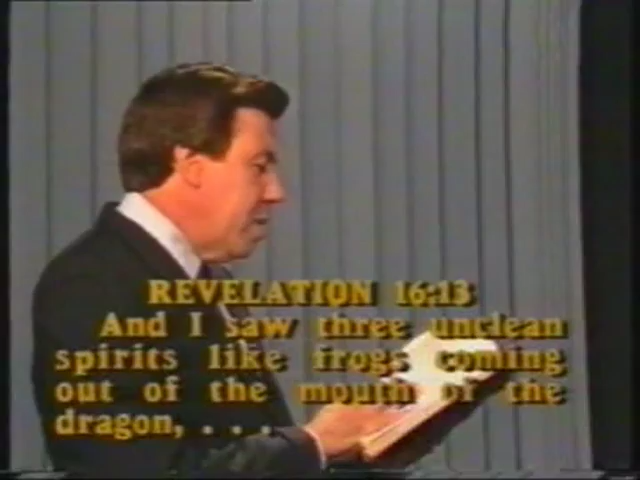 REVELATION 16:13
And I saw three unclean
spirits like frogs coming
out of the mouth of the
dragon, . . .